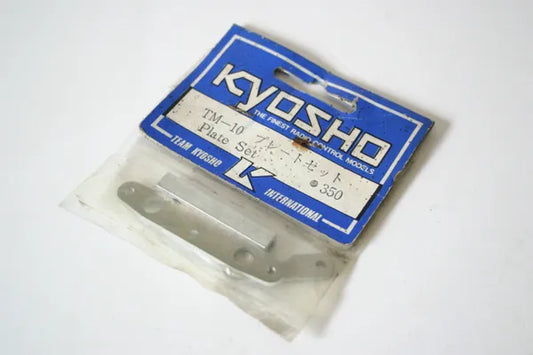 KYOSHO
THE FINEST RADIO CONTROL MODELS
TM-10 プレートセット
Plate Set
350
TEAM KYOSHO K INTERNATIONAL